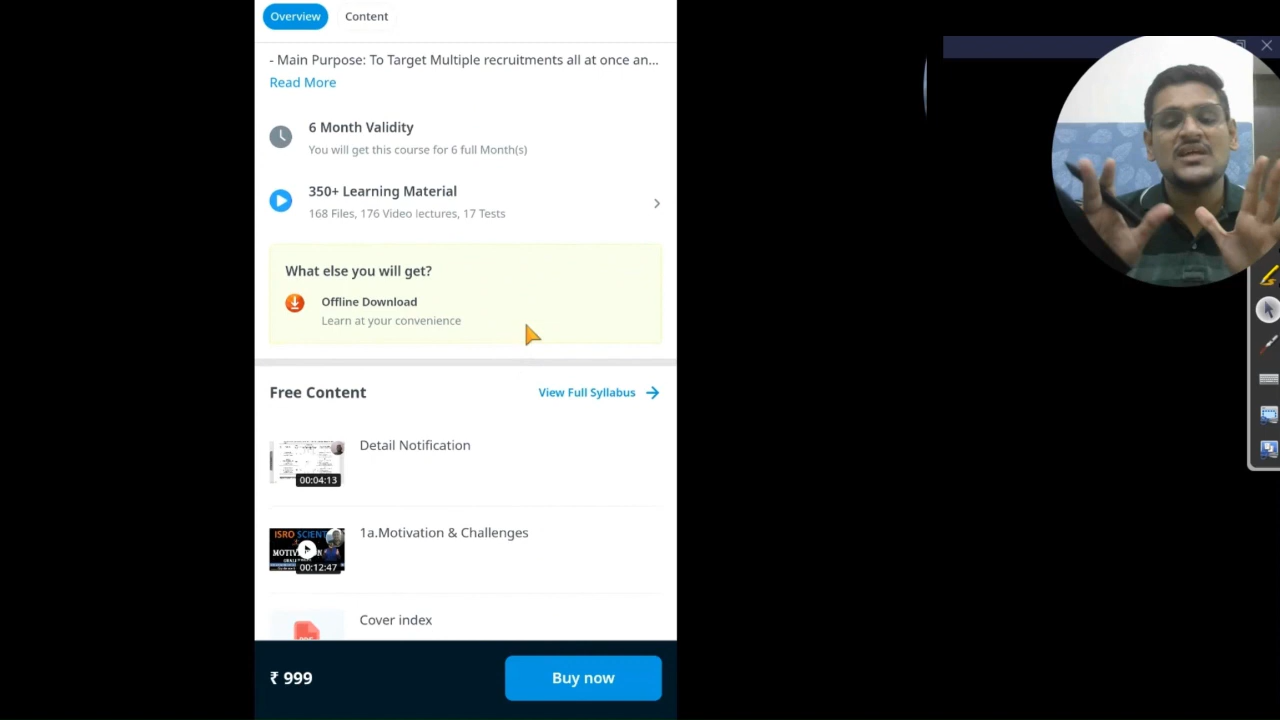 Overview
Content
- Main Purpose: To Target Multiple recruitments all at once an...
Read More
6 Month Validity
You will get this course for 6 full Month(s)
350+ Learning Material
168 Files, 176 Video lectures, 17 Tests
What else you will get?
Offline Download
Learn at your convenience
Free Content
View Full Syllabus
Detail Notification
00:04:13
1a.Motivation & Challenges
ISRO SCIENT
00:12:47
Cover index
₹ 999
Buy now